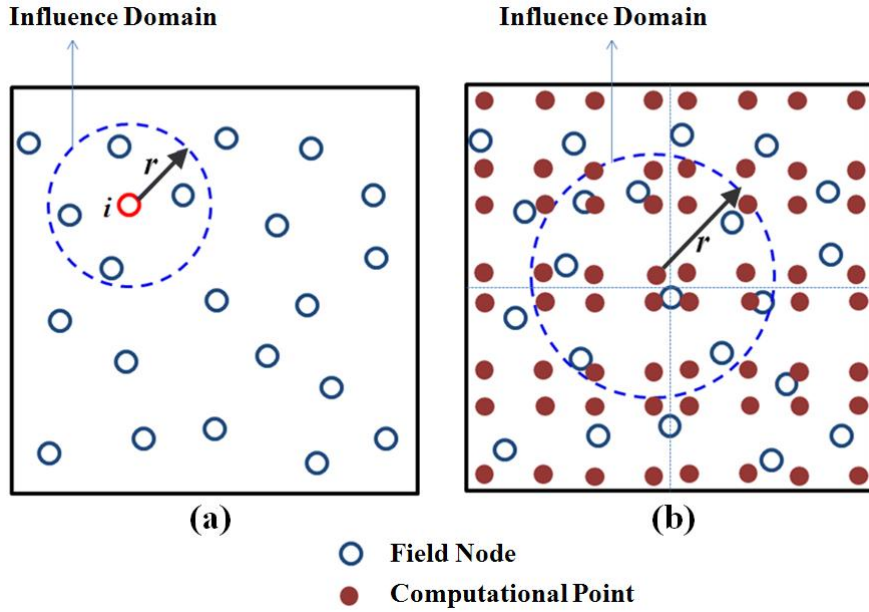 Influence Domain
Influence Domain
r
i
r
(a)
(b)
Field Node
Computational Point